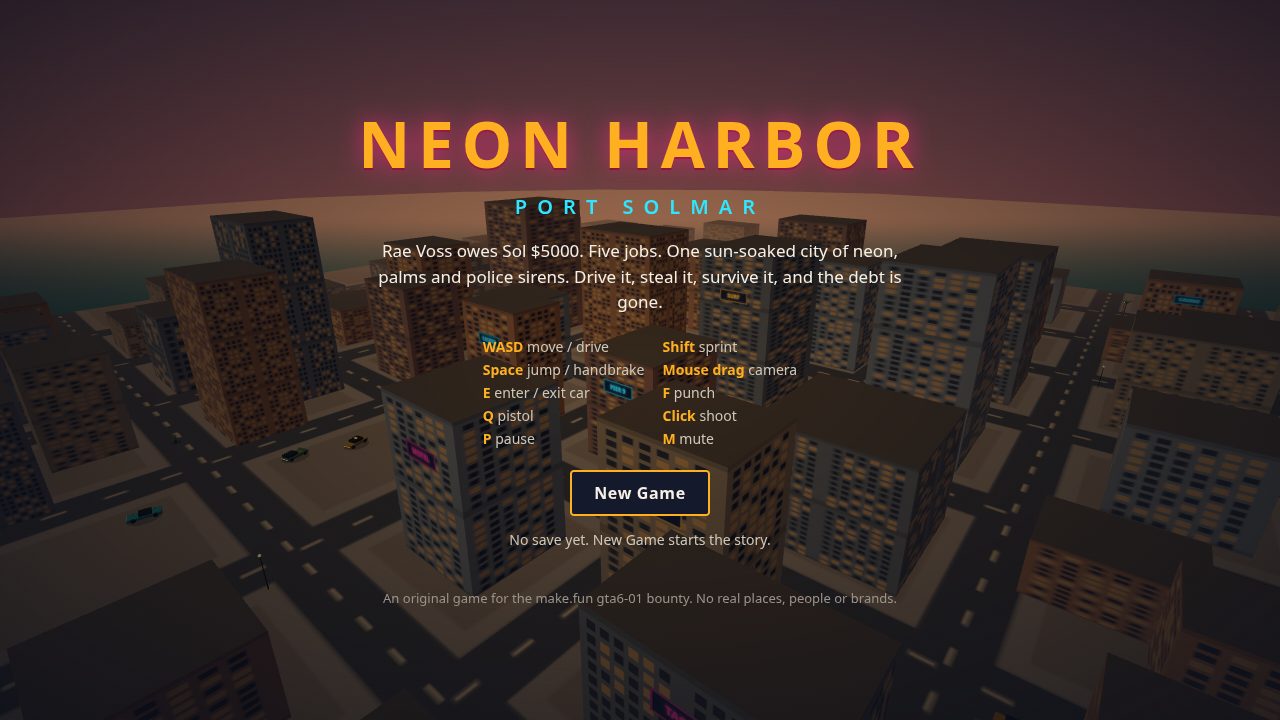 NEON HARBOR
PORT SOLMAR
Rae Voss owes Sol $5000. Five jobs. One sun-soaked city of neon,
palms and police sirens. Drive it, steal it, survive it, and the debt is
gone.
WASD move / drive
Shift sprint
Space jump / handbrake
Mouse drag camera
E enter / exit car
F punch
Q pistol
Click shoot
P pause
M mute
New Game
No save yet. New Game starts the story.
An original game for the make.fun gta6-01 bounty. No real places, people or brands.